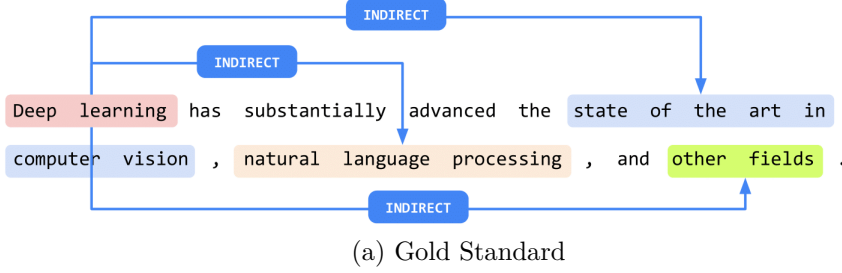 INDIRECT
INDIRECT
Deep learning has substantially advanced the state of the art in
computer vision , natural language processing , and other fields .
INDIRECT
(a) Gold Standard